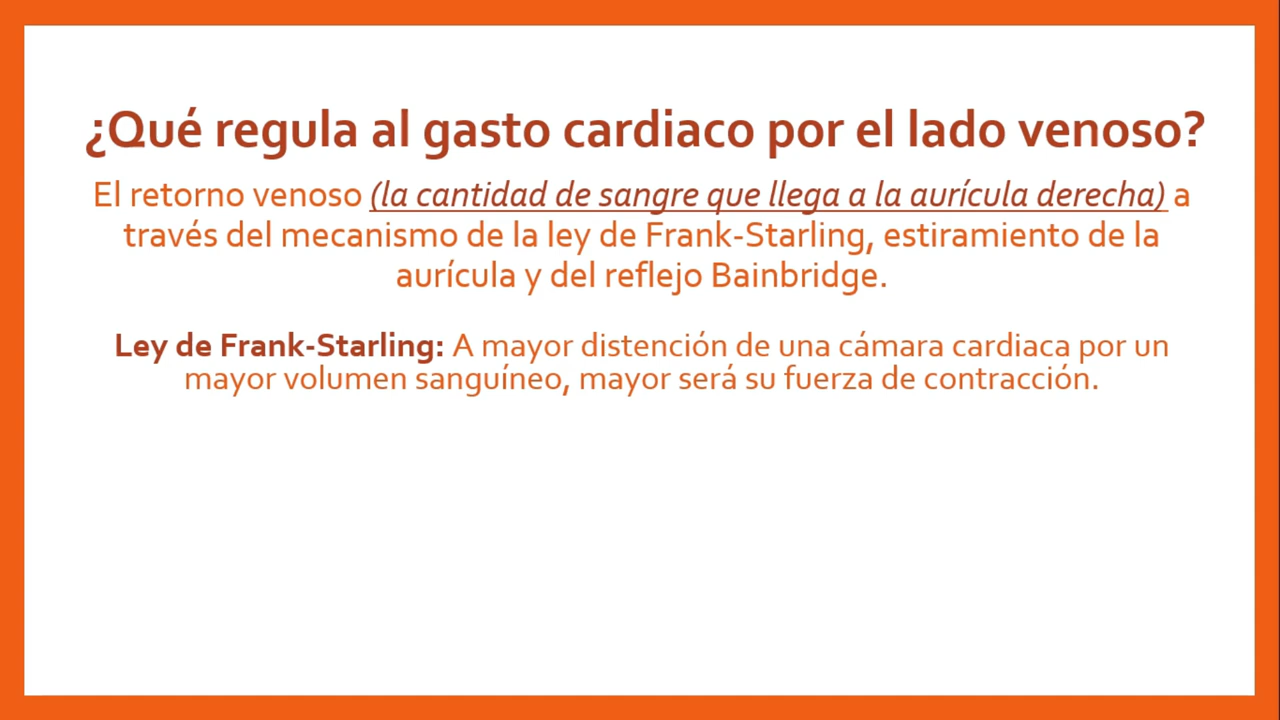 ¿Qué regula al gasto cardiaco por el lado venoso?
El retorno venoso (la cantidad de sangre que llega a la aurícula derecha) a
través del mecanismo de la ley de Frank-Starling, estiramiento de la
aurícula y del reflejo Bainbridge.
Ley de Frank-Starling: A mayor distención de una cámara cardiaca por un
mayor volumen sanguíneo, mayor será su fuerza de contracción.